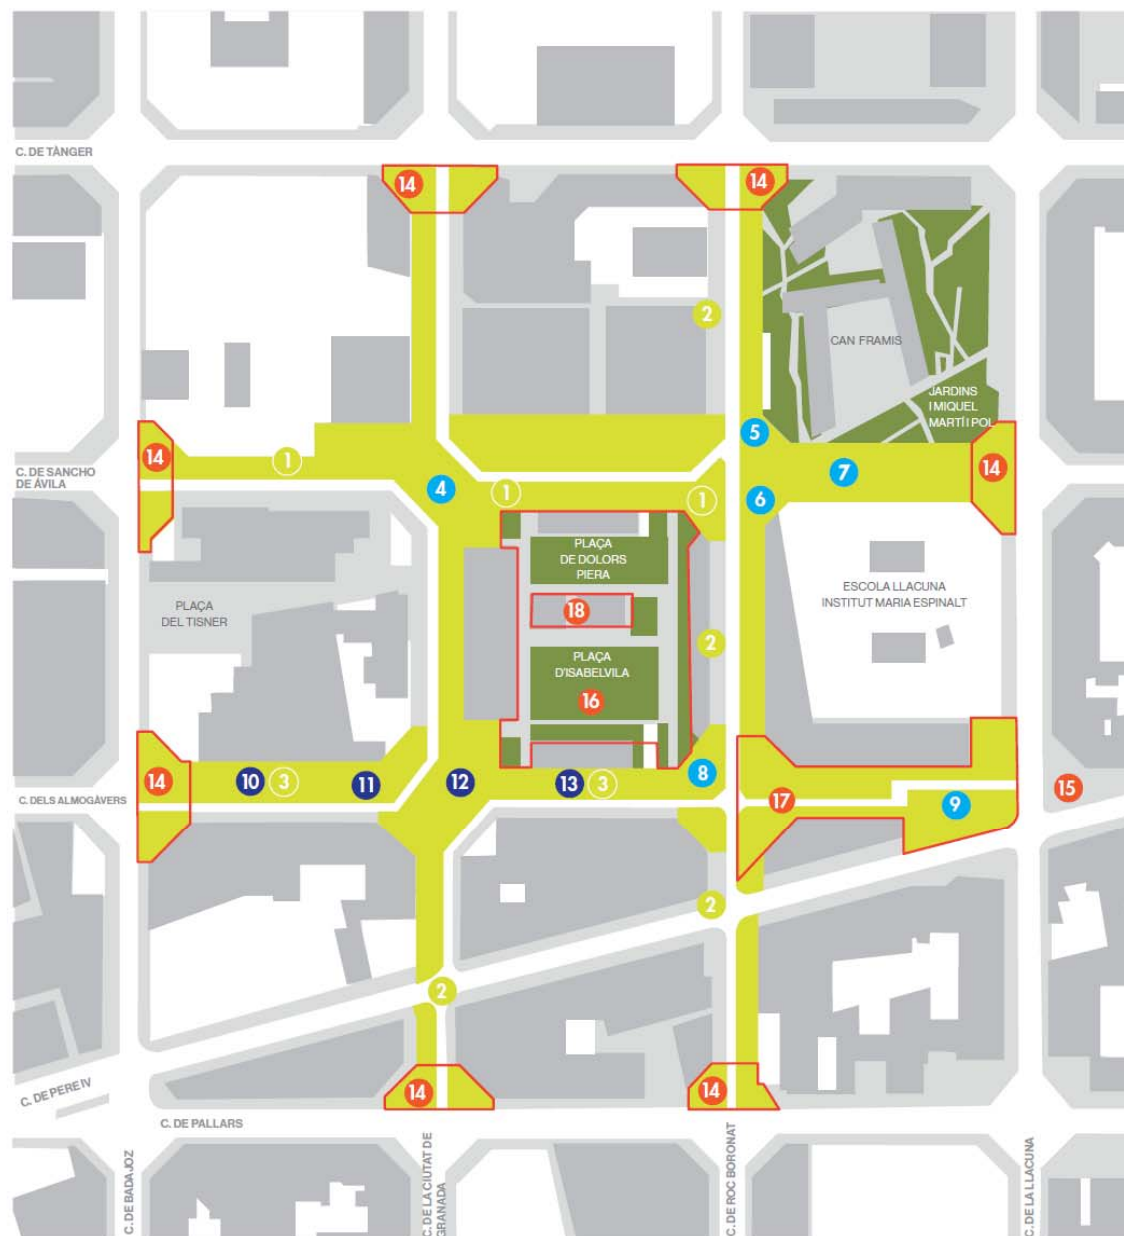 C. DE TÀNGER
14
14
2
CAN FRAMIS
JARDINS
I MIQUEL
MARTÍ I POL
5
14
1
7
14
C. DE SANCHO
DE ÁVILA
4
1
1
6
PLAÇA
DE DOLORS
PIERA
ESCOLA LLACUNA
INSTITUT MARIA ESPINALT
PLAÇA
DEL TISNER
18
2
PLAÇA
D'ISABELVILA
16
8
14
10
3
11
12
13
3
17
9
15
C. DELS ALMOGÀVERS
2
2
C. DE PERE IV
14
14
C. DE PALLARS
C. DE BADAJOZ
C. DE LA CIUTAT DE
GRANADA
C. DE ROC BORONAT
C. DE LA LLACUNA